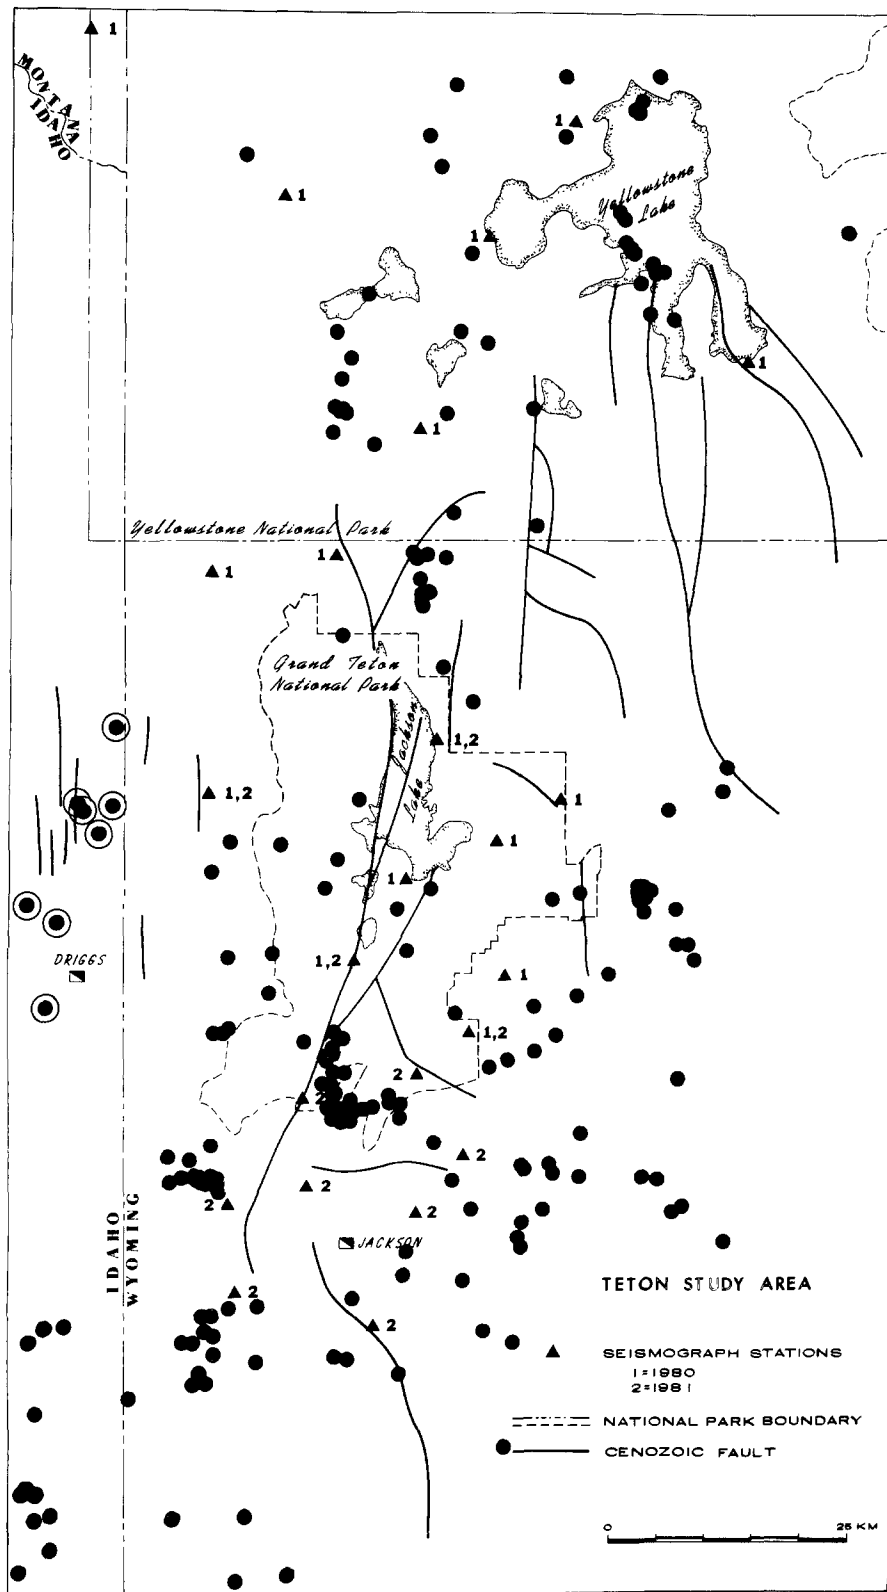 1
MONTANA
IDAHO
1
1
Yellowstone
Lake
1
1
1
1
Yellowstone National Park
1
1
Grand Teton
National Park
Jackson
Lake
1,2
1,2
1
1
1
DRIGGS
1,2
1
1,2
2
2
2
2
2
2
IDAHO
WYOMING
JACKSON
2
2
TETON STUDY AREA
SEISMOGRAPH STATIONS
1=1980
2=1981
NATIONAL PARK BOUNDARY
CENOZOIC FAULT
0 25 KM